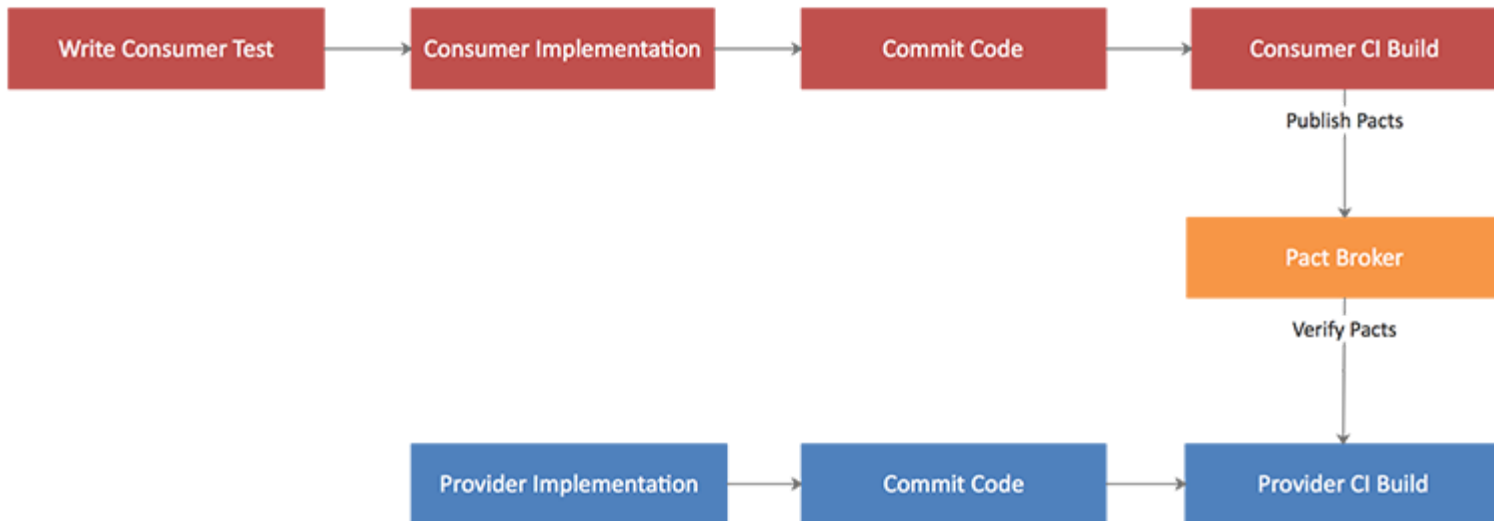 Write Consumer Test
Consumer Implementation
Commit Code
Consumer CI Build
Publish Pacts
Pact Broker
Verify Pacts
Provider Implementation
Commit Code
Provider CI Build